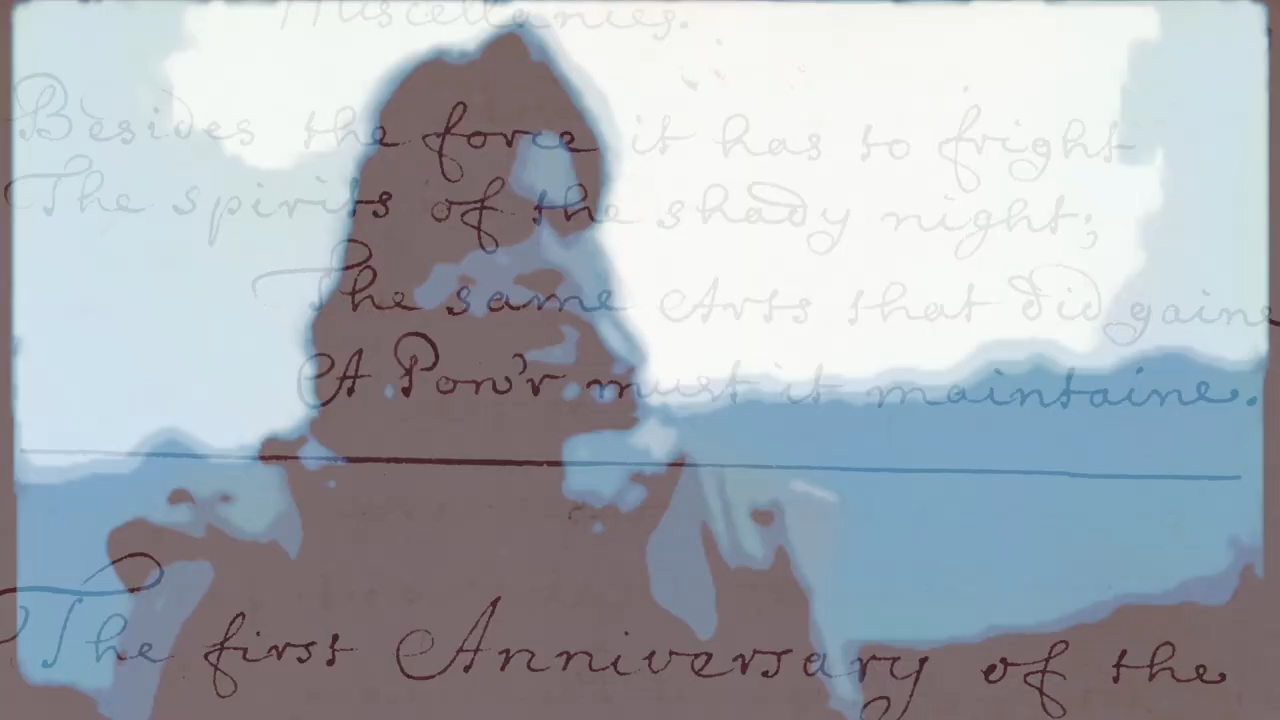 Miscellanies.
Besides the force it has to fright
The spirits of the shady night;
The same Arts that did gaine
A Pow'r must it maintaine.
The first Anniversary of the